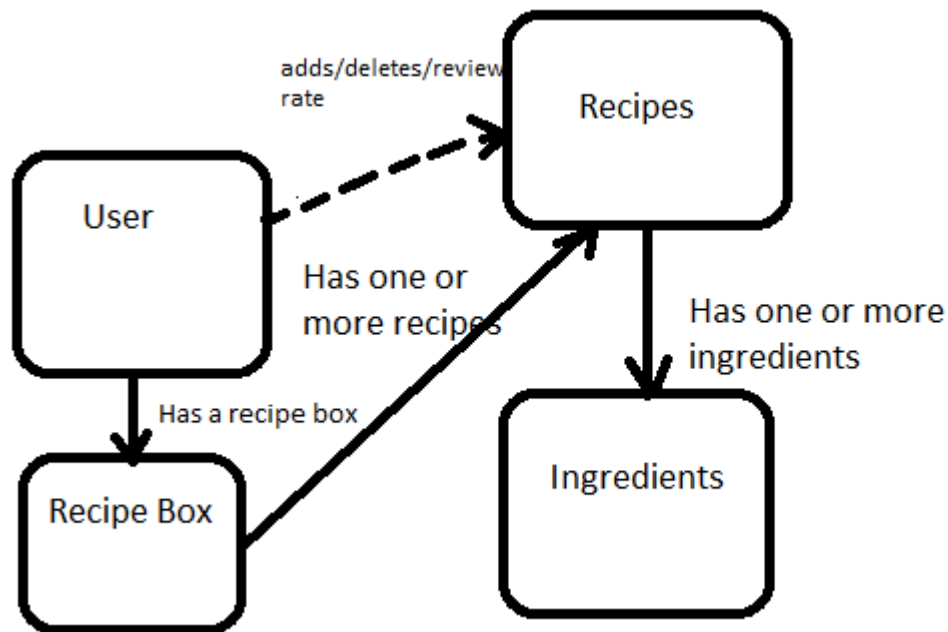 adds/deletes/review
rate
Recipes
User
Has one or
more recipes
Has one or more
ingredients
Has a recipe box
Recipe Box
Ingredients